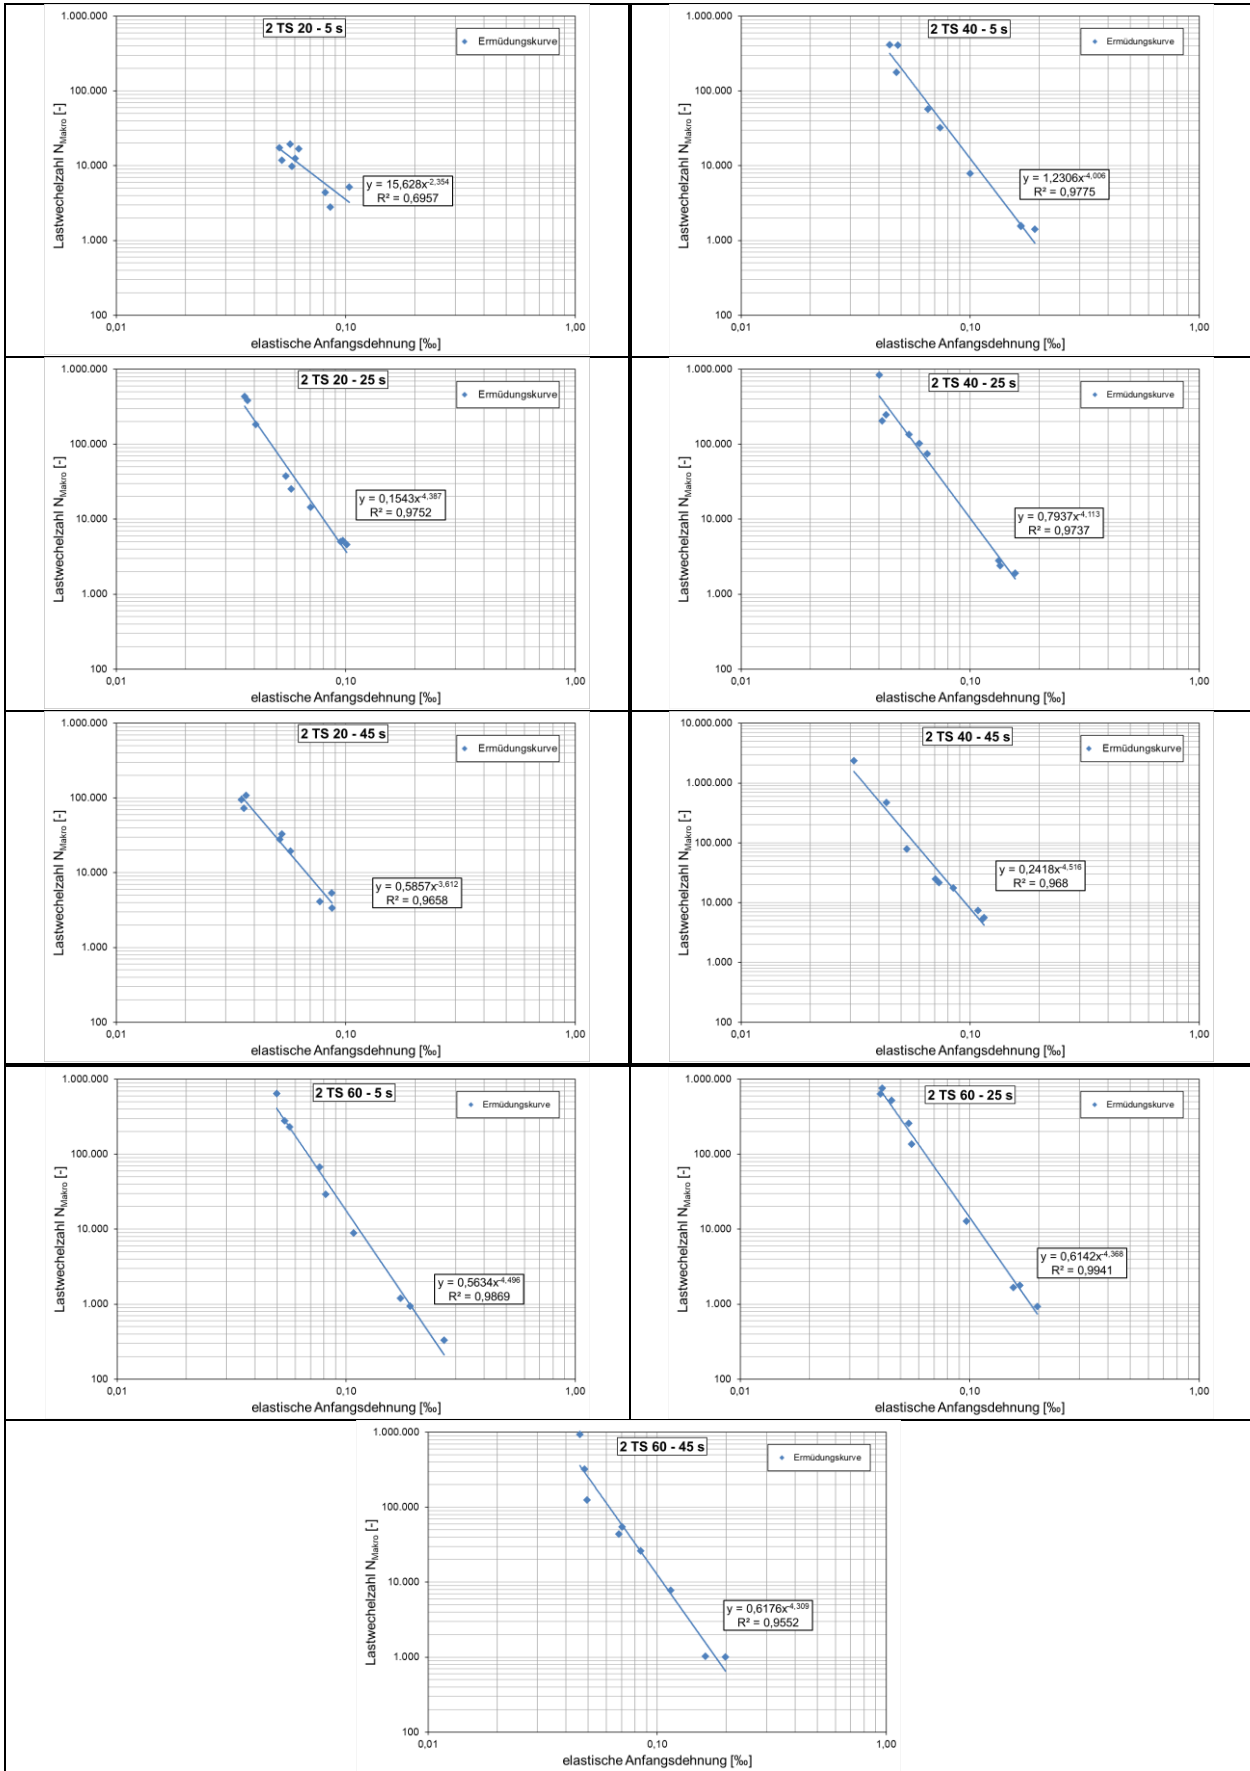 2 TS 20 - 5 s
Ermüdungskurve
1.000.000
100.000
10.000
1.000
100
Lastwechelzahl N_Makro [-]
y = 15,628x^-2,354
R² = 0,6957
0,01
0,10
1,00
elastische Anfangsdehnung [‰]
2 TS 40 - 5 s
Ermüdungskurve
1.000.000
100.000
10.000
1.000
100
Lastwechelzahl N_Makro [-]
y = 1,2306x^-4,006
R² = 0,9775
0,01
0,10
1,00
elastische Anfangsdehnung [‰]
2 TS 20 - 25 s
Ermüdungskurve
1.000.000
100.000
10.000
1.000
100
Lastwechelzahl N_Makro [-]
y = 0,1543x^-4,387
R² = 0,9752
0,01
0,10
1,00
elastische Anfangsdehnung [‰]
2 TS 40 - 25 s
Ermüdungskurve
1.000.000
100.000
10.000
1.000
100
Lastwechelzahl N_Makro [-]
y = 0,7937x^-4,113
R² = 0,9737
0,01
0,10
1,00
elastische Anfangsdehnung [‰]
2 TS 20 - 45 s
Ermüdungskurve
1.000.000
100.000
10.000
1.000
100
Lastwechelzahl N_Makro [-]
y = 0,5857x^-3,612
R² = 0,9658
0,01
0,10
1,00
elastische Anfangsdehnung [‰]
2 TS 40 - 45 s
Ermüdungskurve
10.000.000
1.000.000
100.000
10.000
1.000
100
Lastwechelzahl N_Makro [-]
y = 0,2418x^-4,516
R² = 0,968
0,01
0,10
1,00
elastische Anfangsdehnung [‰]
2 TS 60 - 5 s
Ermüdungskurve
1.000.000
100.000
10.000
1.000
100
Lastwechelzahl N_Makro [-]
y = 0,5634x^-4,496
R² = 0,9869
0,01
0,10
1,00
elastische Anfangsdehnung [‰]
2 TS 60 - 25 s
Ermüdungskurve
1.000.000
100.000
10.000
1.000
100
Lastwechelzahl N_Makro [-]
y = 0,6142x^-4,368
R² = 0,9941
0,01
0,10
1,00
elastische Anfangsdehnung [‰]
2 TS 60 - 45 s
Ermüdungskurve
1.000.000
100.000
10.000
1.000
100
Lastwechelzahl N_Makro [-]
y = 0,6176x^-4,309
R² = 0,9552
0,01
0,10
1,00
elastische Anfangsdehnung [‰]